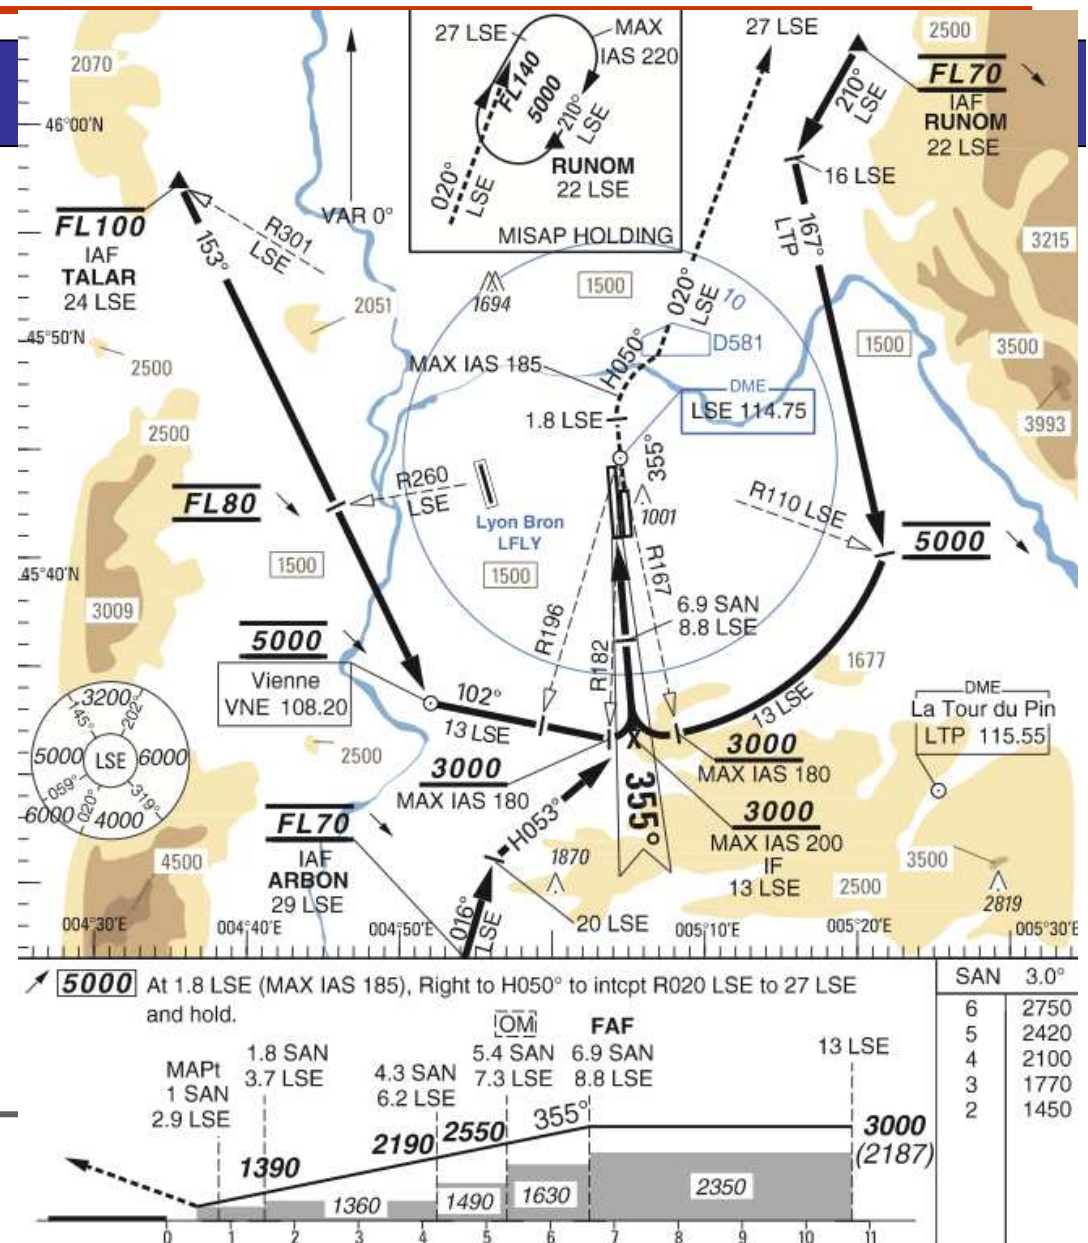 27 LSE
MAX
IAS 220
FL140
5000
210°
LSE
020°
LSE
RUNOM
22 LSE
MISAP HOLDING
27 LSE
2500
FL70
IAF
RUNOM
22 LSE
210°
LSE
16 LSE
2070
46°00'N
VAR 0°
FL100
IAF
TALAR
24 LSE
R301
LSE
153°
167°
LTP
3215
1694
1500
020°
LSE
10
2051
45°50'N
2500
MAX IAS 185
H050°
D581
1500
3500
DME
LSE 114.75
1.8 LSE
3993
2500
355°
R260
LSE
FL80
Lyon Bron
LFLY
1001
R110 LSE
5000
1500
1500
45°40'N
R167
3009
R196
6.9 SAN
8.8 LSE
5000
R182
1677
Vienne
VNE 108.20
102°
13 LSE
13 LSE
DME
La Tour du Pin
LTP 115.55
3200
145°
202°
5000
LSE
6000
059°
020°
319°
6000
4000
2500
3000
MAX IAS 180
3000
MAX IAS 180
355°
FL70
IAF
ARBON
29 LSE
H053°
3000
MAX IAS 200
IF
13 LSE
4500
1870
3500
2500
2819
016°
LSE
20 LSE
004°30'E
004°40'E
004°50'E
005°10'E
005°20'E
005°30'E
5000 At 1.8 LSE (MAX IAS 185), Right to H050° to intcpt R020 LSE to 27 LSE
and hold.
SAN 3.0°
6 2750
5 2420
4 2100
3 1770
2 1450
OM
FAF
MAPt
1 SAN
2.9 LSE
1.8 SAN
3.7 LSE
4.3 SAN
6.2 LSE
5.4 SAN
7.3 LSE
6.9 SAN
8.8 LSE
13 LSE
355°
3000
(2187)
2550
2190
1390
1360
1490
1630
2350
0 1 2 3 4 5 6 7 8 9 10 11